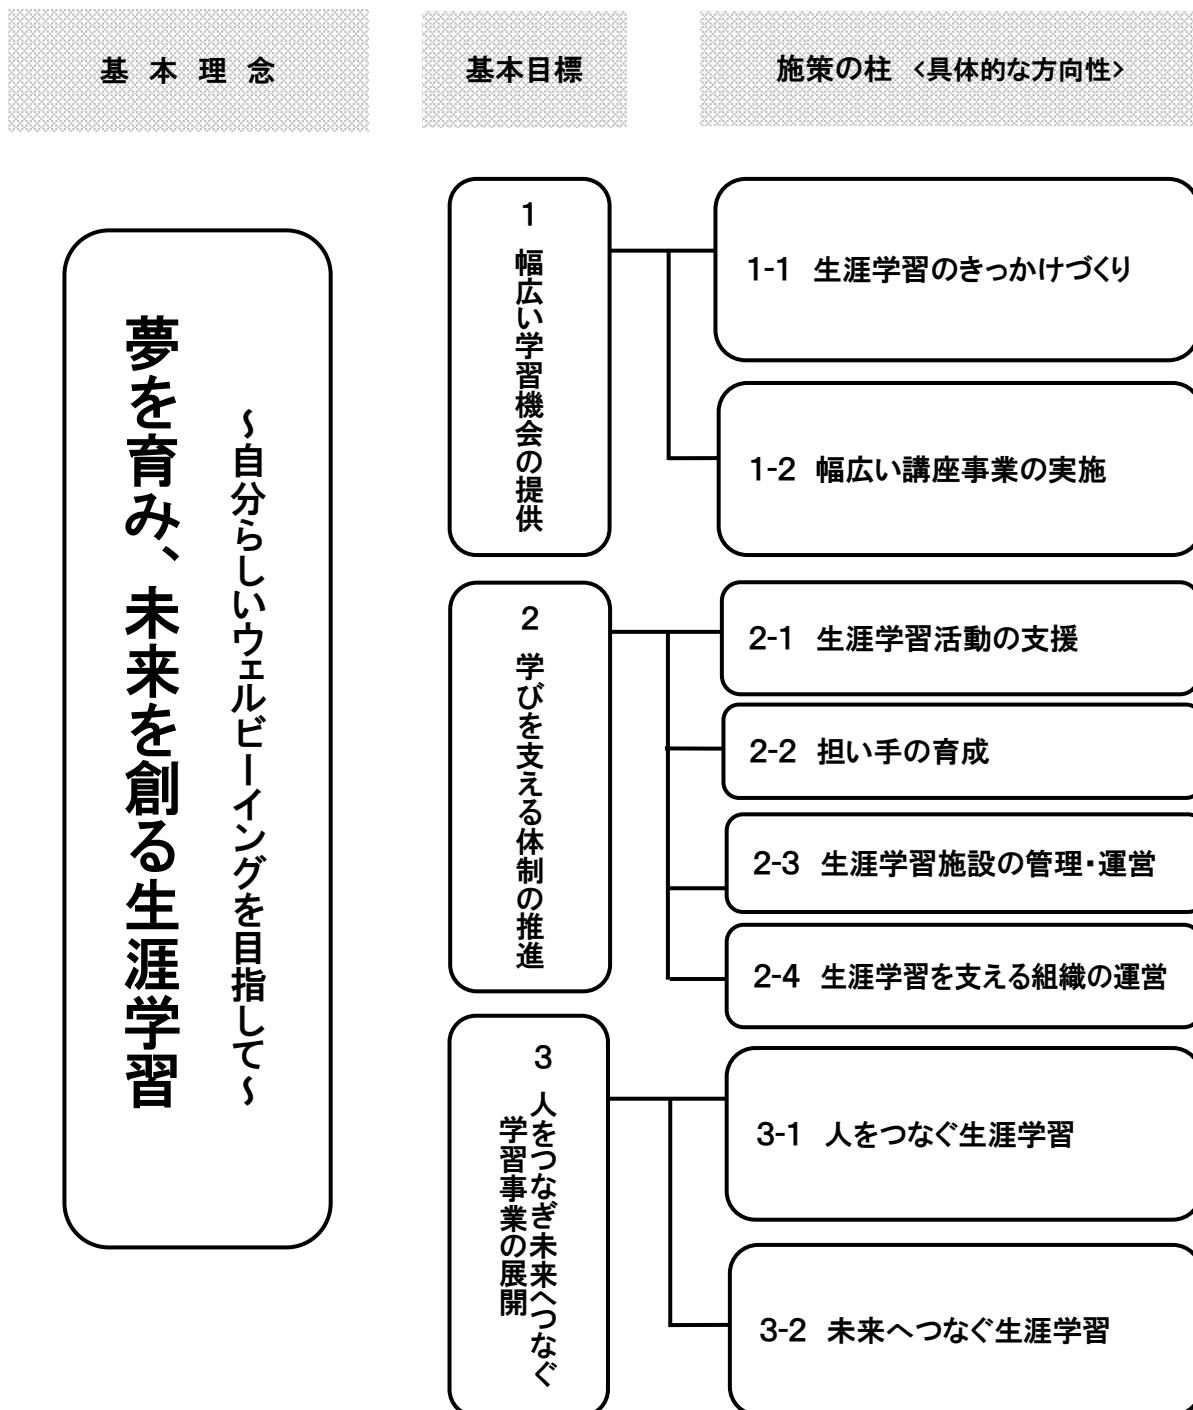 基 本 理 念
基本目標
施策の柱 <具体的な方向性>
夢を育み、未来を創る生涯学習
~自分らしいウェルビーイングを目指して~
1 幅広い学習機会の提供
1-1 生涯学習のきっかけづくり
1-2 幅広い講座事業の実施
2 学びを支える体制の推進
2-1 生涯学習活動の支援
2-2 担い手の育成
2-3 生涯学習施設の管理・運営
2-4 生涯学習を支える組織の運営
3 人をつなぎ未来へつなぐ
学習事業の展開
3-1 人をつなぐ生涯学習
3-2 未来へつなぐ生涯学習